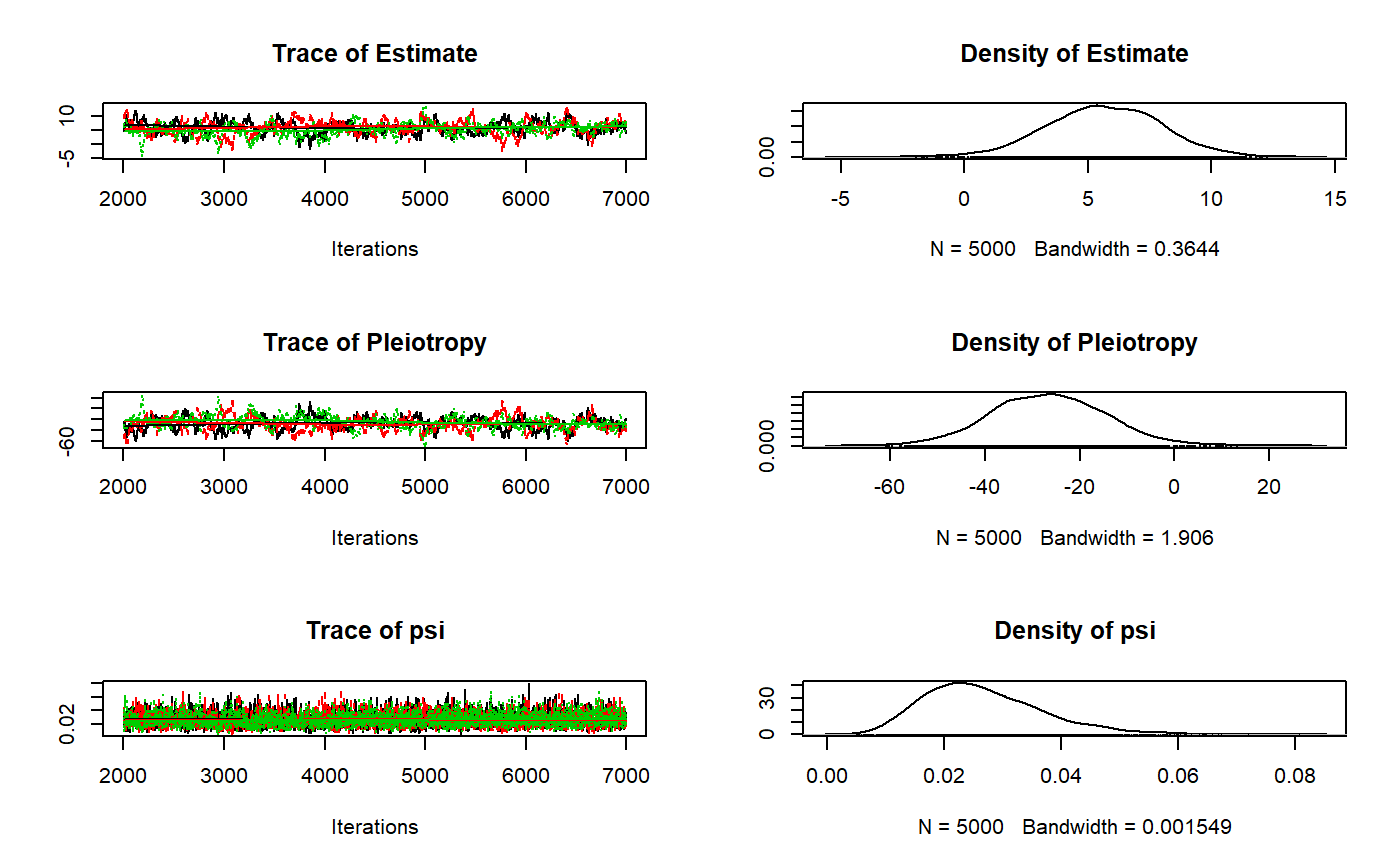 Trace of Estimate
10
-5
2000 3000 4000 5000 6000 7000
Iterations
Density of Estimate
0.00
-5 0 5 10 15
N = 5000 Bandwidth = 0.3644
Trace of Pleiotropy
-60
2000 3000 4000 5000 6000 7000
Iterations
Density of Pleiotropy
0.000
-60 -40 -20 0 20
N = 5000 Bandwidth = 1.906
Trace of psi
0.02
2000 3000 4000 5000 6000 7000
Iterations
Density of psi
30
0
0.00 0.02 0.04 0.06 0.08
N = 5000 Bandwidth = 0.001549